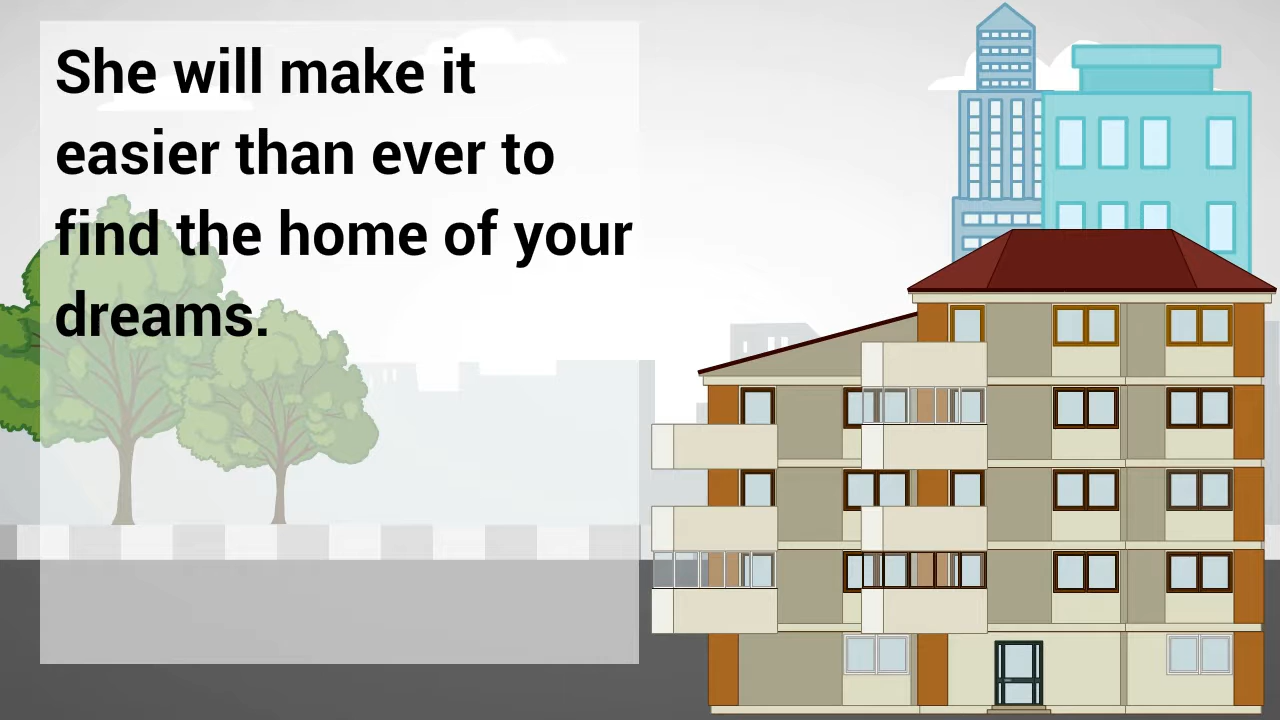 She will make it
easier than ever to
find the home of your
dreams.